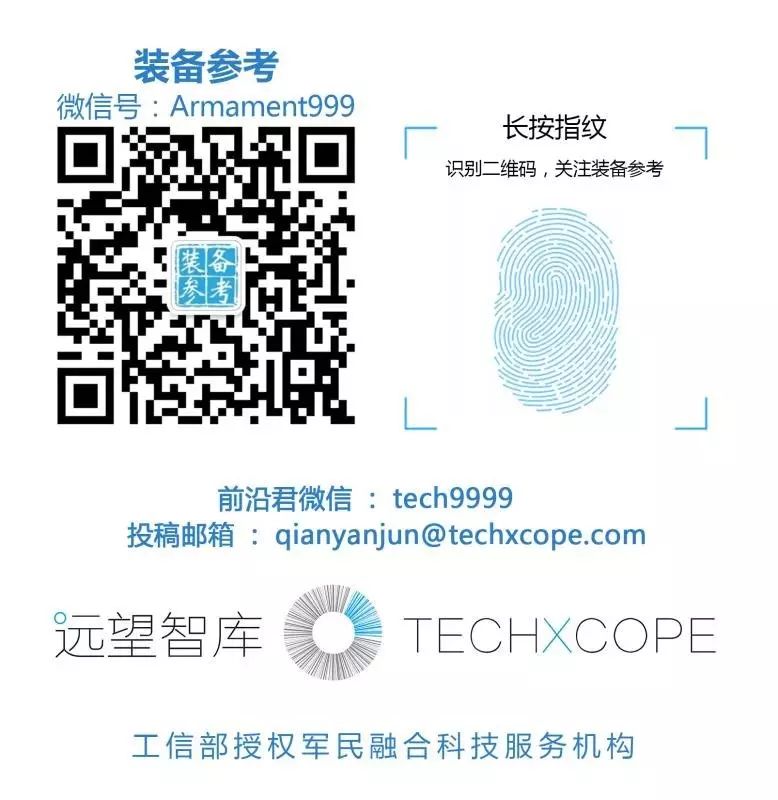 装备参考
微信号：Armament999
装备
参考
长按指纹
识别二维码，关注装备参考
前沿君微信 ： tech9999
投稿邮箱 ： qianyanjun@techxcope.com
远望智库 TECHXCOPE
工信部授权军民融合科技服务机构